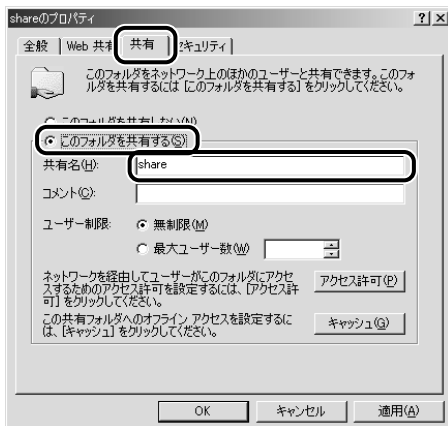 shareのプロパティ
全般
Web 共有
共有
セキュリティ
このフォルダをネットワーク上のほかのユーザーと共有できます。このフォ
ルダを共有するには [このフォルダを共有する] をクリックしてください。
このフォルダを共有しない(N)
このフォルダを共有する(S)
共有名(H):
share
コメント(C):
ユーザー制限:
無制限(M)
最大ユーザー数(W)
ネットワークを経由してユーザーがこのフォルダにアクセ
スするためのアクセス許可を設定するには、[アクセス許
可] をクリックしてください。
アクセス許可(P)
この共有フォルダへのオフライン アクセスを設定するに
は、[キャッシュ] をクリックしてください。
キャッシュ(G)
OK
キャンセル
適用(A)